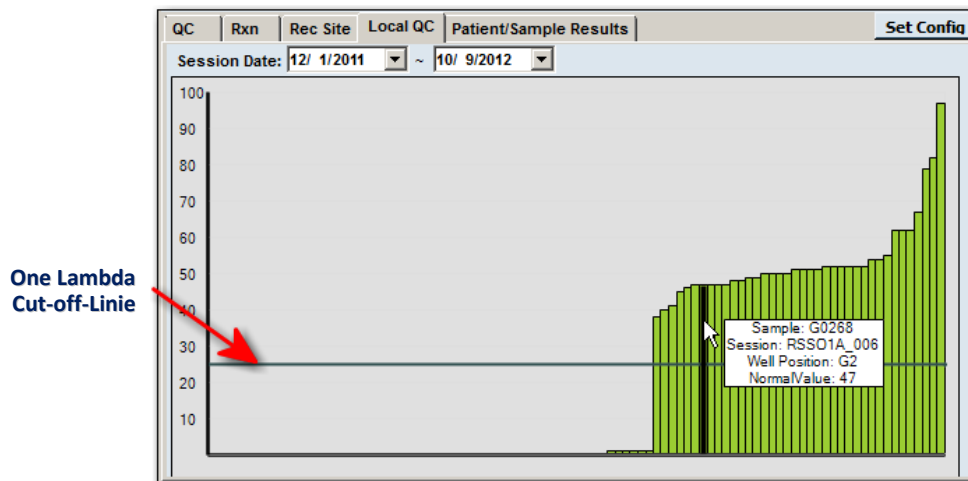 QC Rxn Rec Site Local QC Patient/Sample Results Set Config
Session Date: 12/ 1/2011 ~ 10/ 9/2012
100
90
80
70
60
50
40
30
20
10
One Lambda
Cut-off-Linie
Sample: G0268
Session: RSSO1A_006
Well Position: G2
NormalValue: 47